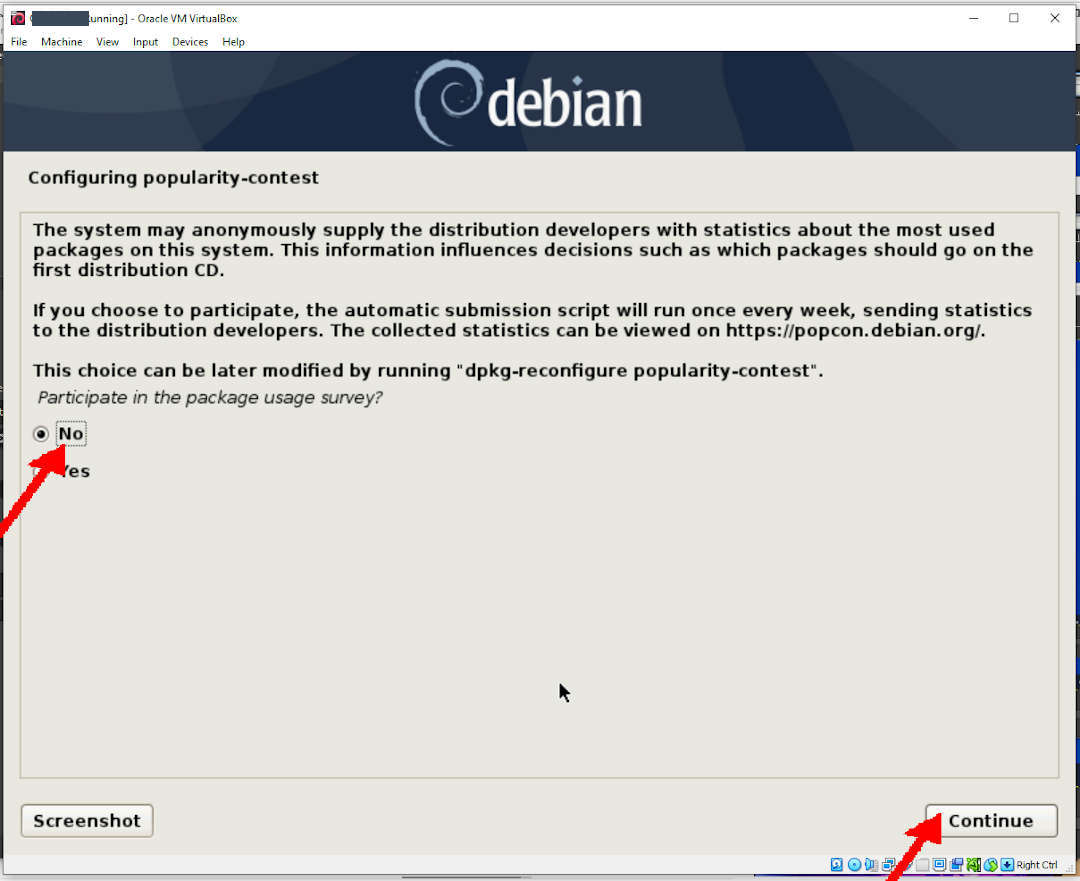 unning] - Oracle VM VirtualBox
File Machine View Input Devices Help
debian
Configuring popularity-contest
The system may anonymously supply the distribution developers with statistics about the most used
packages on this system. This information influences decisions such as which packages should go on the
first distribution CD.
If you choose to participate, the automatic submission script will run once every week, sending statistics
to the distribution developers. The collected statistics can be viewed on https://popcon.debian.org/.
This choice can be later modified by running "dpkg-reconfigure popularity-contest".
Participate in the package usage survey?
No
Yes
Screenshot Continue
Right Ctrl